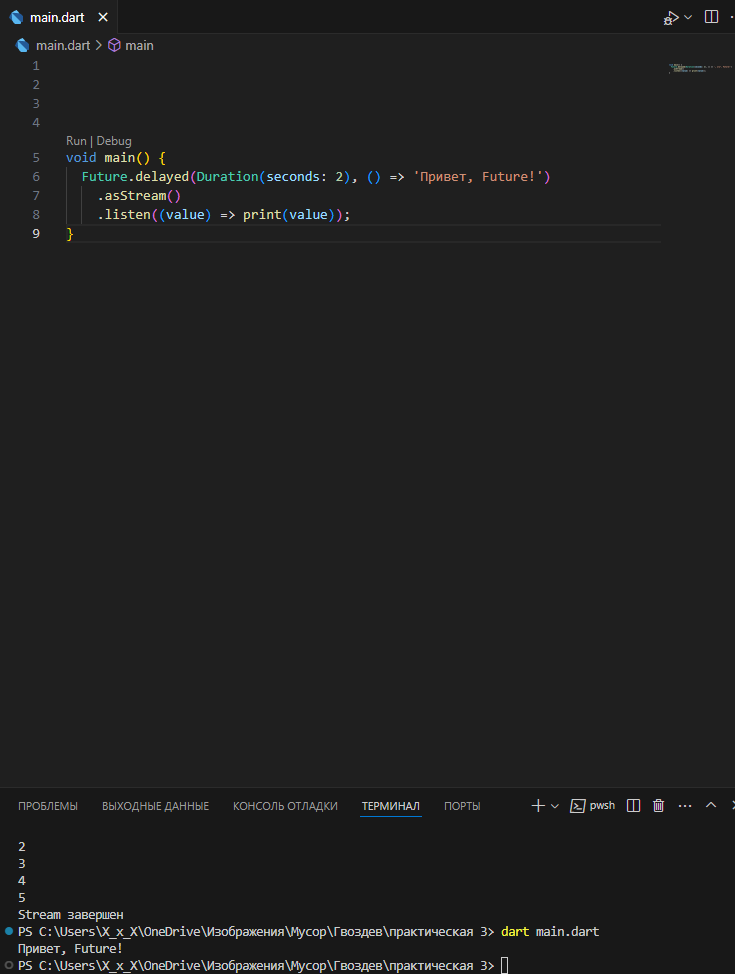 main.dart
main.dart > main
1
2
3
4
Run | Debug
5 void main() {
6 Future.delayed(Duration(seconds: 2), () => 'Привет, Future!')
7 .asStream()
8 .listen((value) => print(value));
9 }
ПРОБЛЕМЫ ВЫХОДНЫЕ ДАННЫЕ КОНСОЛЬ ОТЛАДКИ ТЕРМИНАЛ ПОРТЫ pwsh
2
3
4
5
Stream завершен
PS C:\Users\X_x_X\OneDrive\Изображения\Мусор\Гвоздев\практическая 3> dart main.dart
Привет, Future!
PS C:\Users\X_x_X\OneDrive\Изображения\Мусор\Гвоздев\практическая 3>